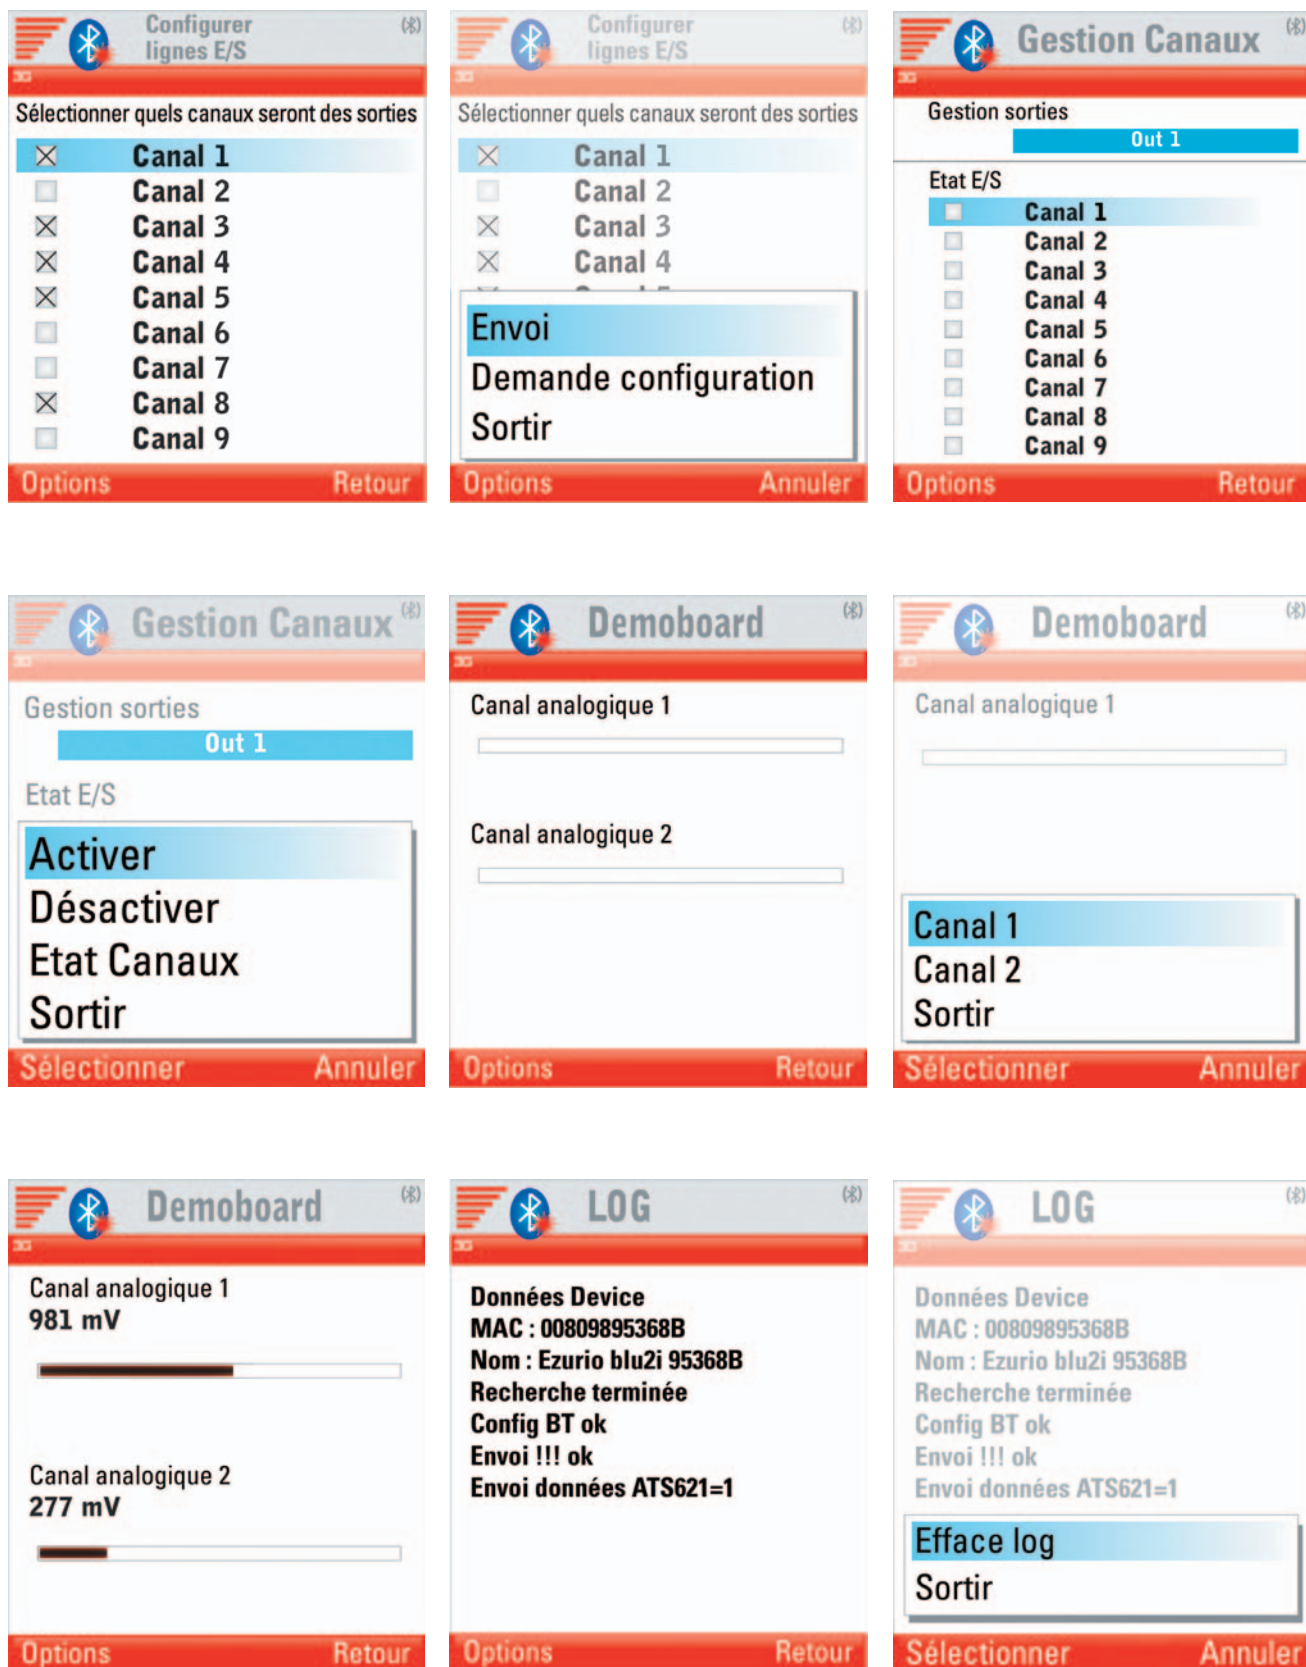 Configurer
lignes E/S
3G
Sélectionner quels canaux seront des sorties
Canal 1
Canal 2
Canal 3
Canal 4
Canal 5
Canal 6
Canal 7
Canal 8
Canal 9
Options Retour
Configurer
lignes E/S
3G
Sélectionner quels canaux seront des sorties
Canal 1
Canal 2
Canal 3
Canal 4
Envoi
Demande configuration
Sortir
Options Annuler
Gestion Canaux
3G
Gestion sorties
Out 1
Etat E/S
Canal 1
Canal 2
Canal 3
Canal 4
Canal 5
Canal 6
Canal 7
Canal 8
Canal 9
Options Retour
Gestion Canaux
3G
Gestion sorties
Out 1
Etat E/S
Activer
Désactiver
Etat Canaux
Sortir
Sélectionner Annuler
Demoboard
3G
Canal analogique 1
Canal analogique 2
Options Retour
Demoboard
3G
Canal analogique 1
Canal 1
Canal 2
Sortir
Sélectionner Annuler
Demoboard
3G
Canal analogique 1
981 mV
Canal analogique 2
277 mV
Options Retour
LOG
3G
Données Device
MAC : 00809895368B
Nom : Ezurio blu2i 95368B
Recherche terminée
Config BT ok
Envoi !!! ok
Envoi données ATS621=1
Options Retour
LOG
3G
Données Device
MAC : 00809895368B
Nom : Ezurio blu2i 95368B
Recherche terminée
Config BT ok
Envoi !!! ok
Envoi données ATS621=1
Efface log
Sortir
Sélectionner Annuler